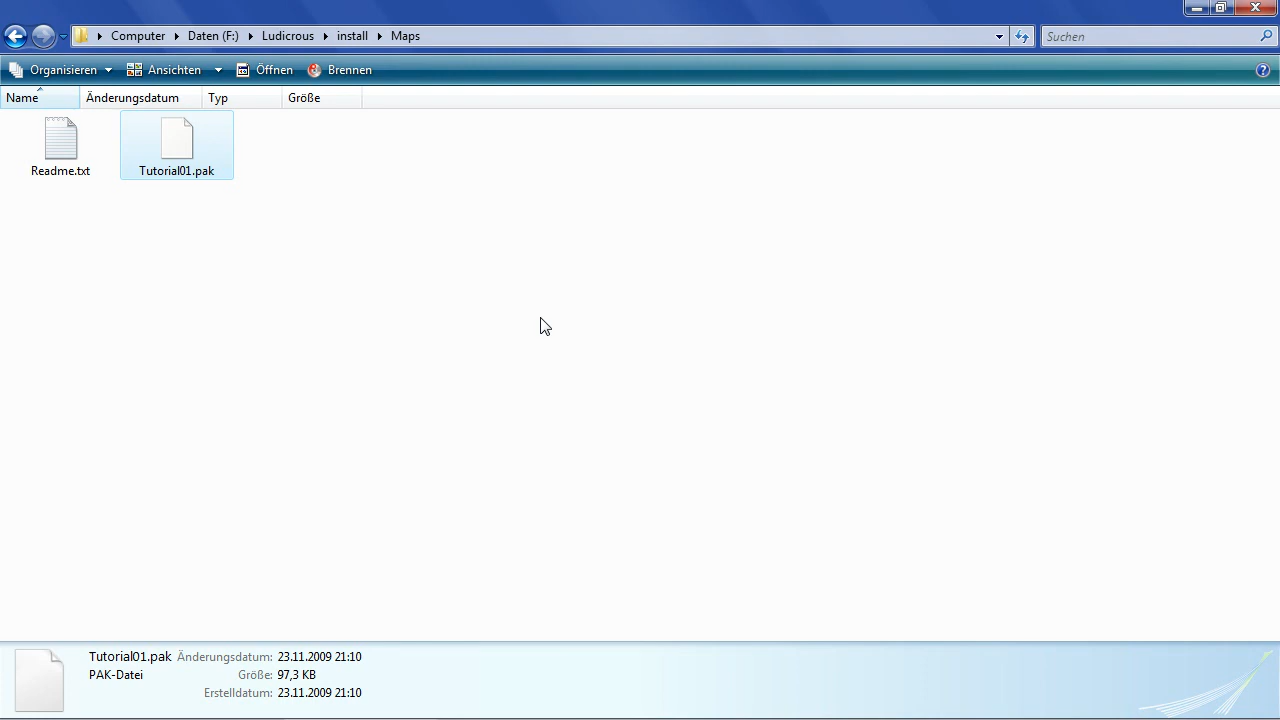 Computer Daten (F:) Ludicrous install Maps Suchen
Organisieren Ansichten Öffnen Brennen
Name Änderungsdatum Typ Größe
Readme.txt Tutorial01.pak
Tutorial01.pak Änderungsdatum: 23.11.2009 21:10
PAK-Datei Größe: 97,3 KB
Erstelldatum: 23.11.2009 21:10